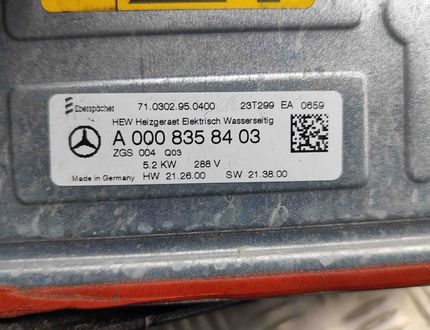 Eberspächer 71.0302.95.0400 23T299 EA 0659
HEW Heizgeraet Elektrisch Wasserseitig
A 000 835 84 03
ZGS 004 Q03
5.2 KW 288 V
Made in Germany HW 21.26.00 SW 21.38.00